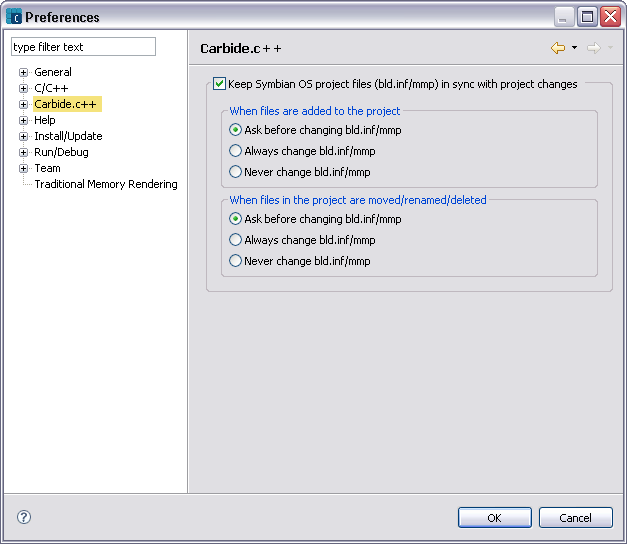 Preferences
type filter text
General
C/C++
Carbide.c++
Help
Install/Update
Run/Debug
Team
Traditional Memory Rendering
Carbide.c++
Keep Symbian OS project files (bld.inf/mmp) in sync with project changes
When files are added to the project
Ask before changing bld.inf/mmp
Always change bld.inf/mmp
Never change bld.inf/mmp
When files in the project are moved/renamed/deleted
Ask before changing bld.inf/mmp
Always change bld.inf/mmp
Never change bld.inf/mmp
OK
Cancel